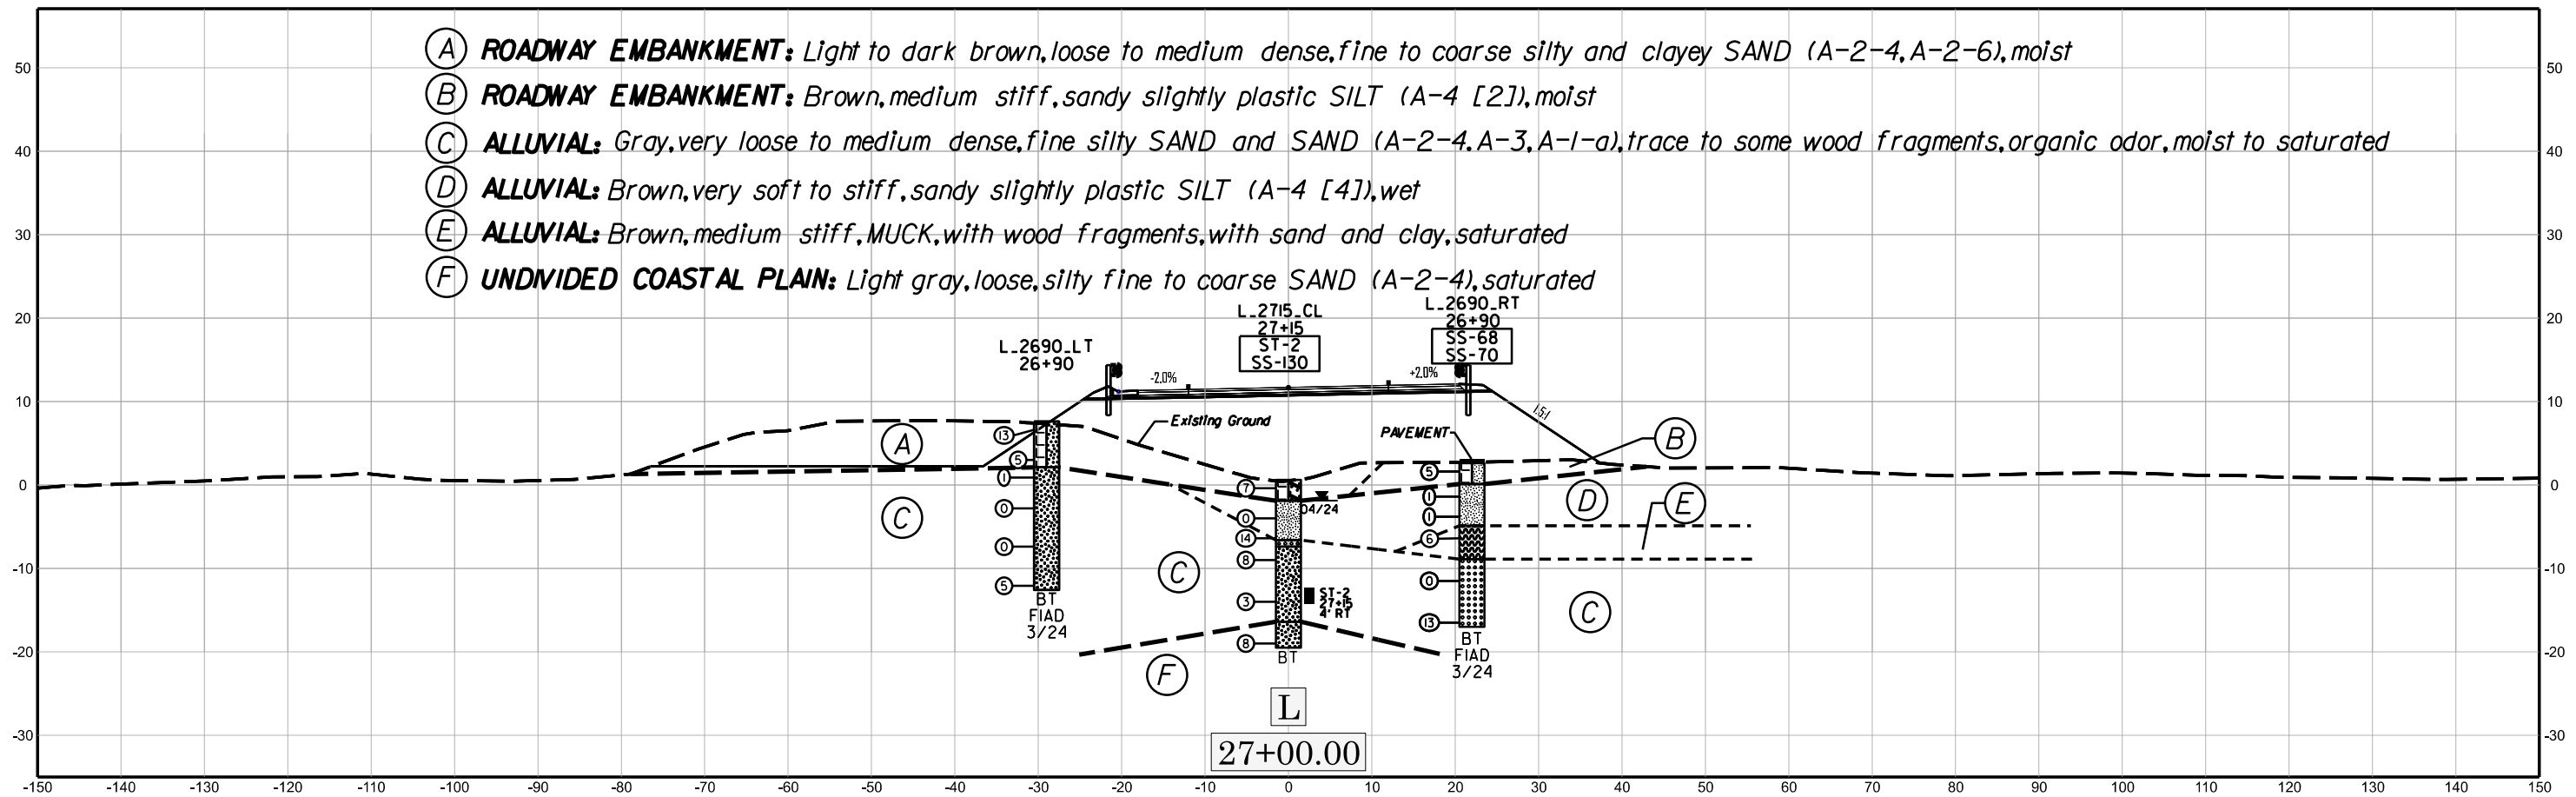 (A) ROADWAY EMBANKMENT: Light to dark brown, loose to medium dense, fine to coarse silty and clayey SAND (A-2-4, A-2-6), moist
50 50
(B) ROADWAY EMBANKMENT: Brown, medium stiff, sandy slightly plastic SILT (A-4 [2]), moist
(C) ALLUVIAL: Gray, very loose to medium dense, fine silty SAND and SAND (A-2-4. A-3, A-1-a), trace to some wood fragments, organic odor, moist to saturated
40 40
(D) ALLUVIAL: Brown, very soft to stiff, sandy slightly plastic SILT (A-4 [4]), wet
(E) ALLUVIAL: Brown, medium stiff, MUCK, with wood fragments, with sand and clay, saturated
30 30
(F) UNDIVIDED COASTAL PLAIN: Light gray, loose, silty fine to coarse SAND (A-2-4), saturated
20 20
L_2690_LT
26+90
L_2715_CL
27+15
ST-2
SS-130
L_2690_RT
26+90
SS-68
SS-70
-2.0%
+2.0%
10 10
1.5:1
Existing Ground
PAVEMENT
A
B
13
5
1
0
0
5
BT
FIAD
3/24
7
0
14
8
3
8
BT
04/24
ST-2
27+15
4' RT
5
1
1
6
0
13
BT
FIAD
3/24
0 0
C
C
D
E
C
F
-10 -10
-20 -20
L
-30 -30
27+00.00
-150 -140 -130 -120 -110 -100 -90 -80 -70 -60 -50 -40 -30 -20 -10 0 10 20 30 40 50 60 70 80 90 100 110 120 130 140 150